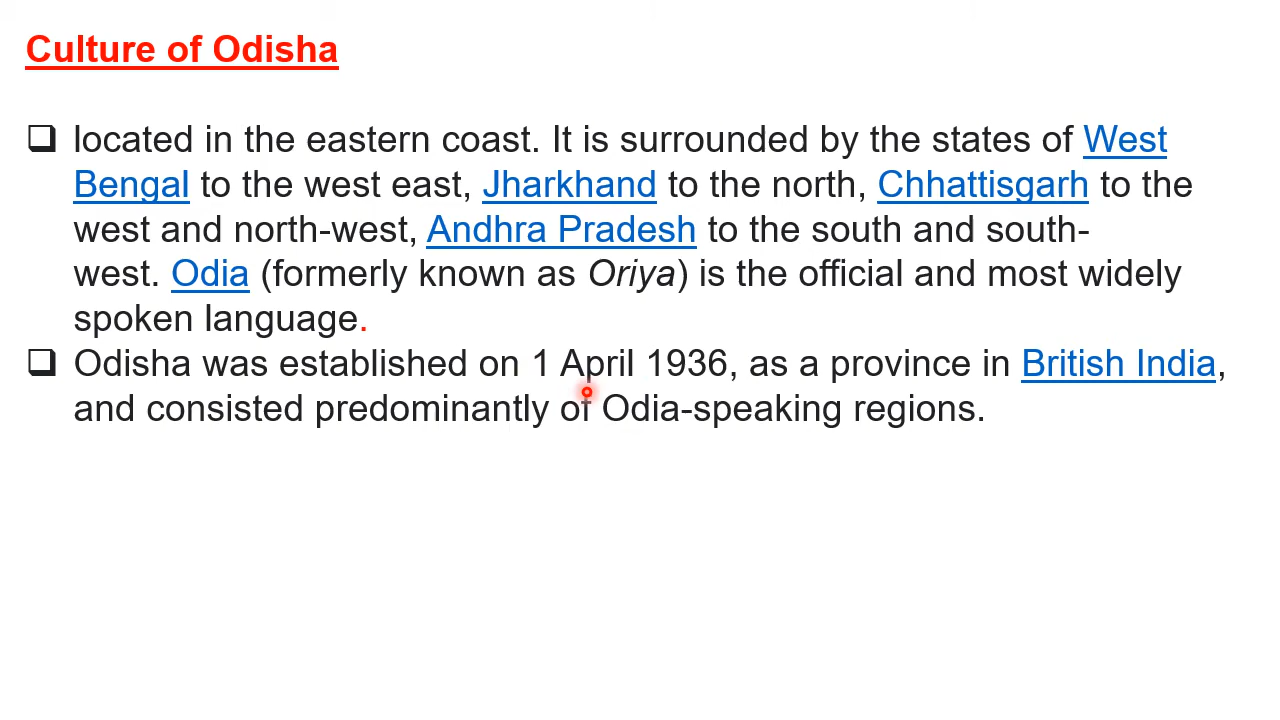 Culture of Odisha
❑ located in the eastern coast. It is surrounded by the states of West
Bengal to the west east, Jharkhand to the north, Chhattisgarh to the
west and north-west, Andhra Pradesh to the south and south-
west. Odia (formerly known as Oriya) is the official and most widely
spoken language.
❑ Odisha was established on 1 April 1936, as a province in British India,
and consisted predominantly of Odia-speaking regions.